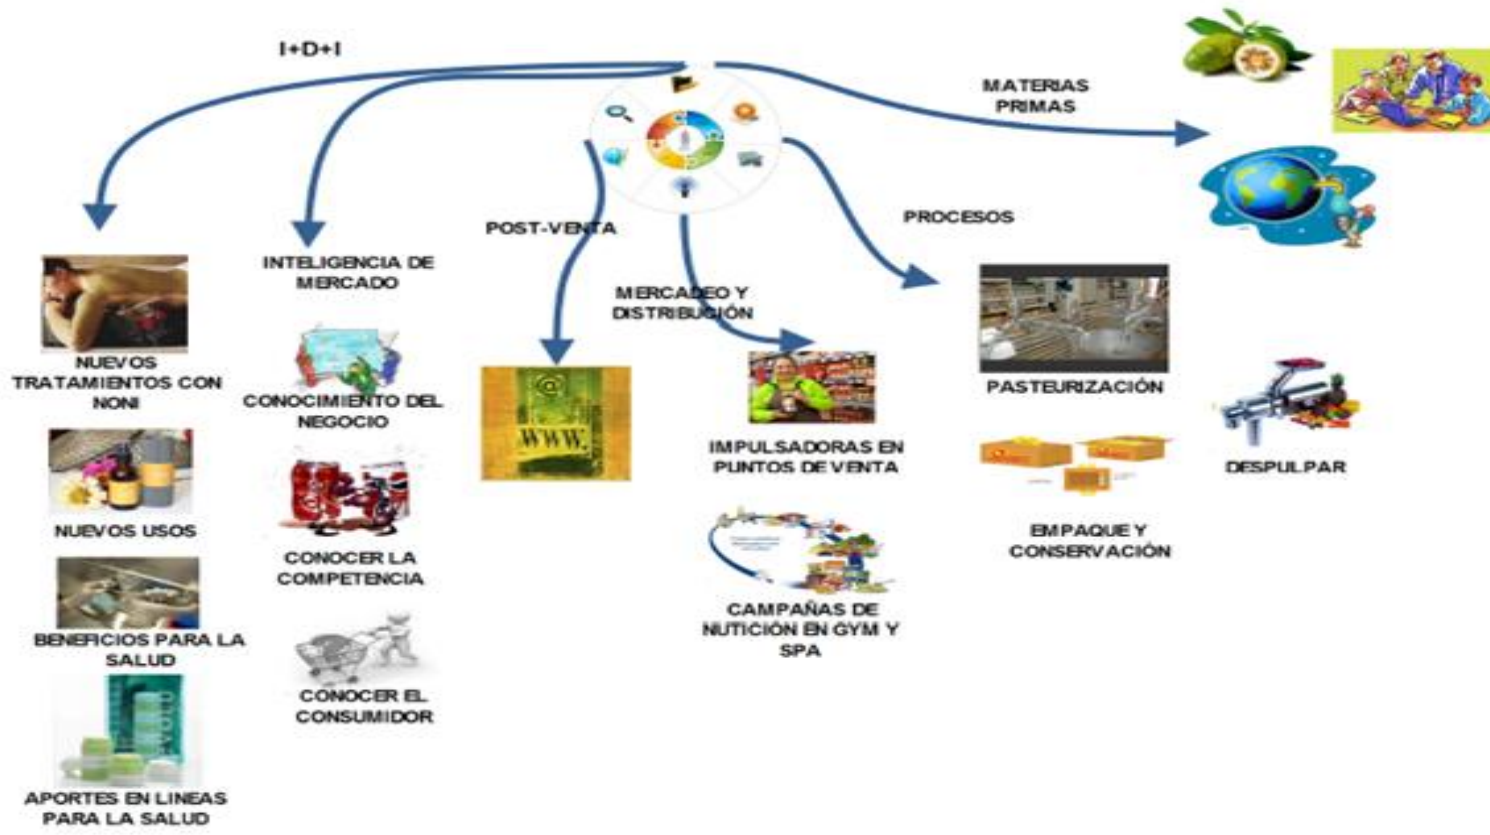 I+D+I
MATERIAS
PRIMAS
POST-VENTA
PROCESOS
MERCADEO Y
DISTRIBUCIÓN
INTELIGENCIA DE
MERCADO
NUEVOS
TRATAMIENTOS CON
NONI
CONOCIMIENTO DEL
NEGOCIO
@
WWW.
IMPULSADORAS EN
PUNTOS DE VENTA
PASTEURIZACIÓN
DESPULPAR
NUEVOS USOS
CONOCER LA
COMPETENCIA
EMPAQUE Y
CONSERVACIÓN
BENEFICIOS PARA LA
SALUD
CAMPAÑAS DE
NUTICIÓN EN GYM Y
SPA
CONOCER EL
CONSUMIDOR
APORTES EN LINEAS
PARA LA SALUD